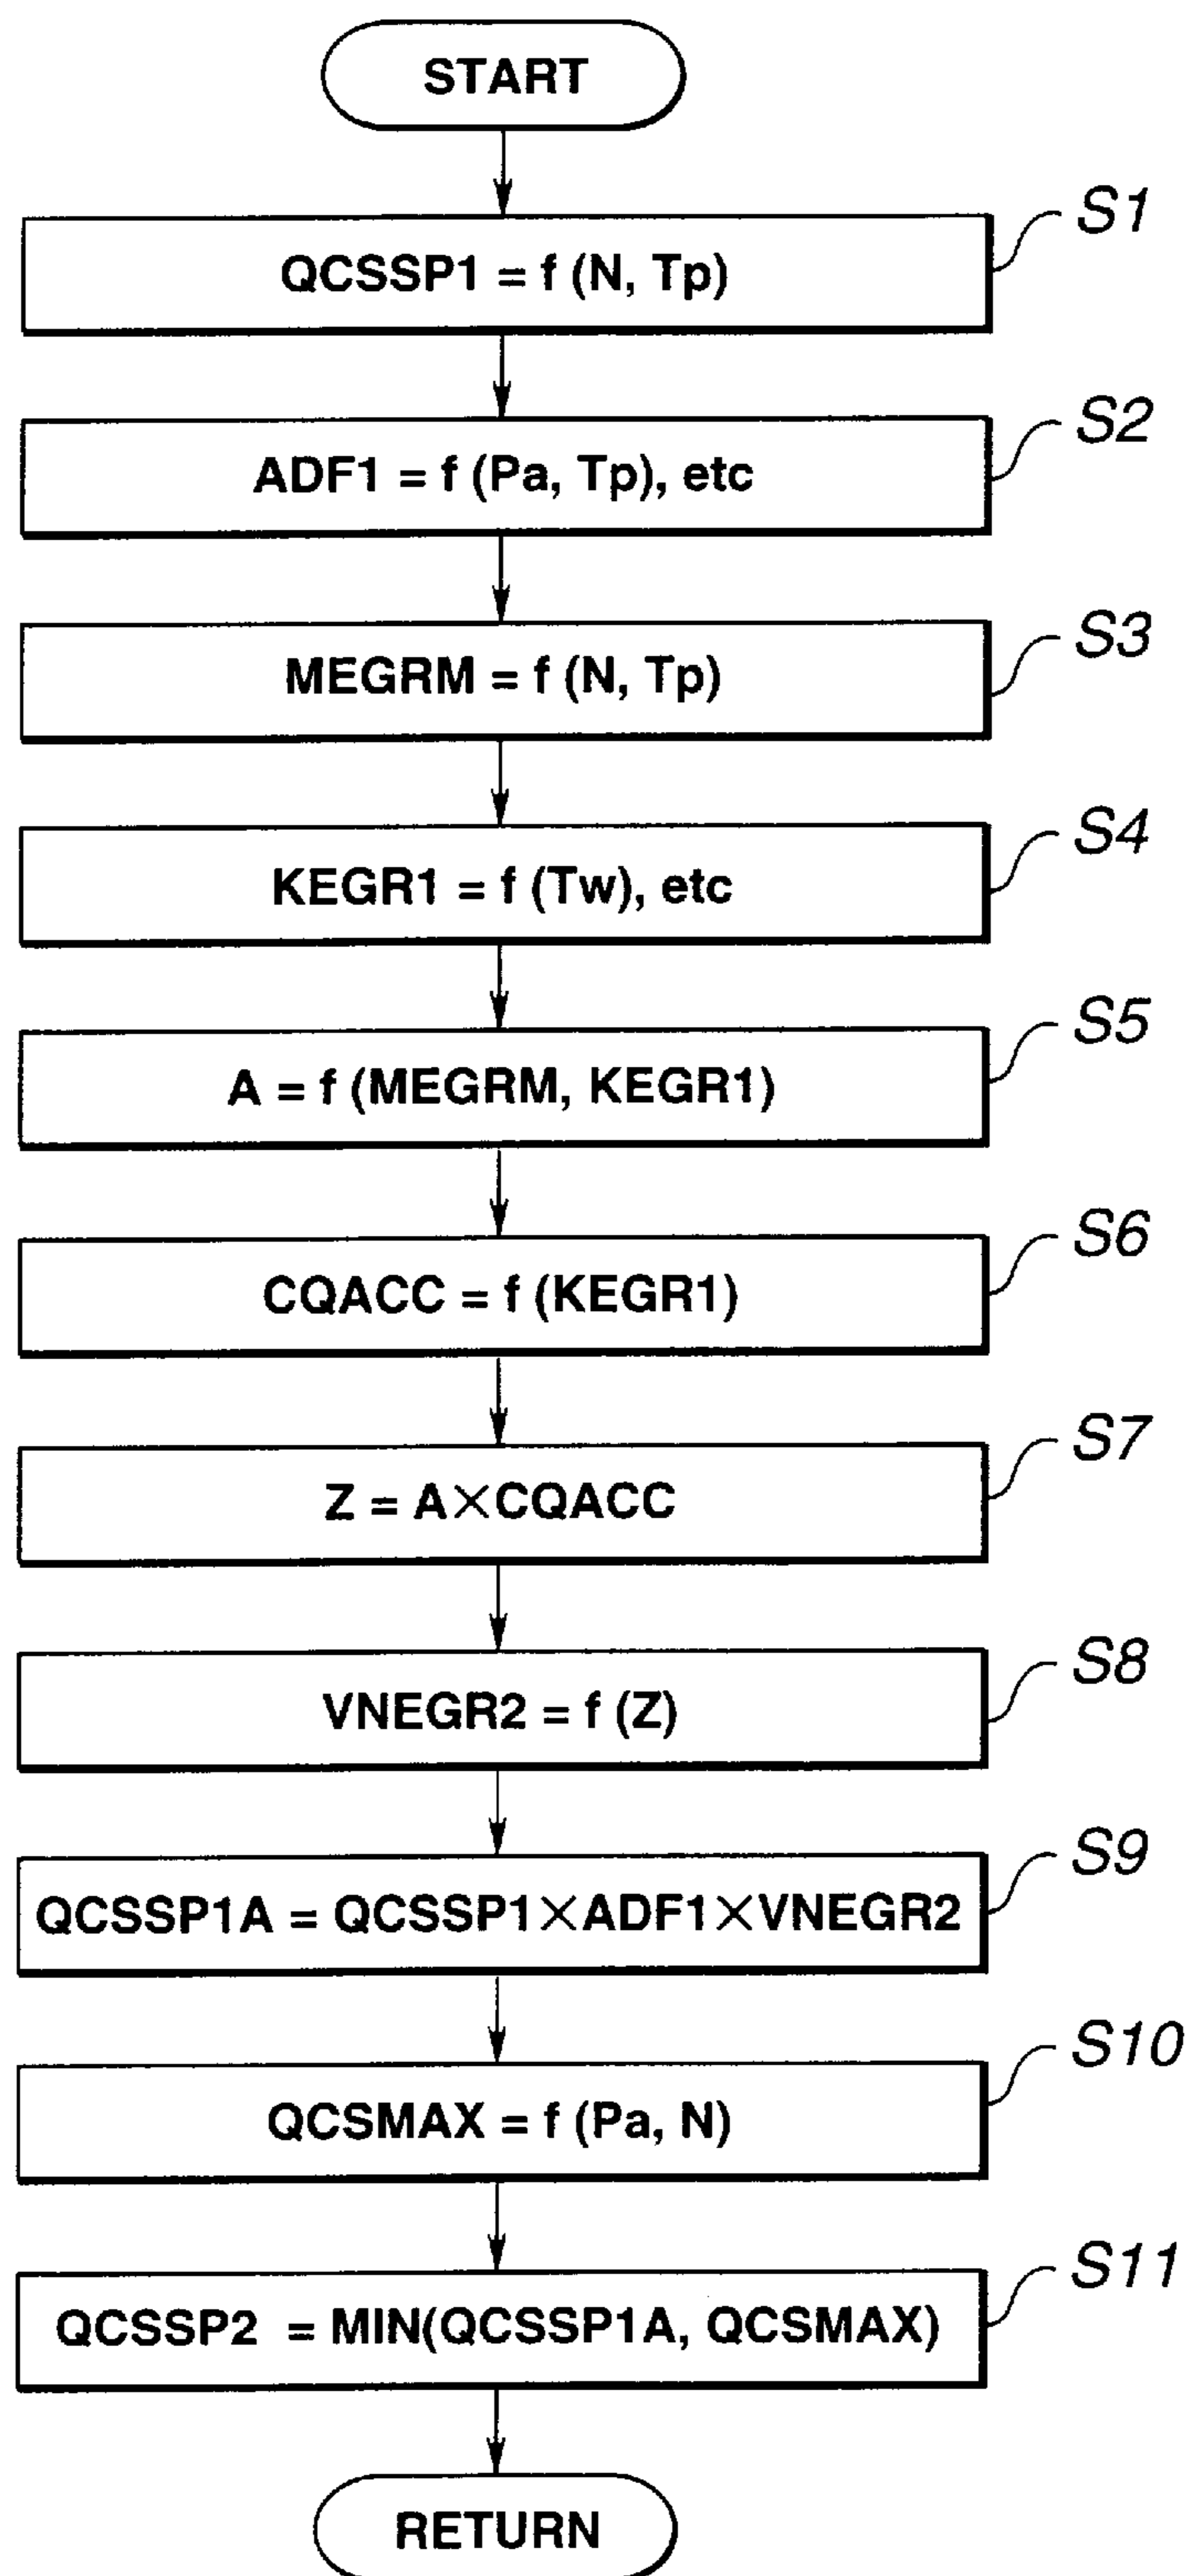 START
S1
QCSSP1 = f (N, Tp)
S2
ADF1 = f (Pa, Tp), etc
S3
MEGRM = f (N, Tp)
S4
KEGR1 = f (Tw), etc
S5
A = f (MEGRM, KEGR1)
S6
CQACC = f (KEGR1)
S7
Z = A×CQACC
S8
VNEGR2 = f (Z)
S9
QCSSP1A = QCSSP1×ADF1×VNEGR2
S10
QCSMAX = f (Pa, N)
S11
QCSSP2 = MIN(QCSSP1A, QCSMAX)
RETURN